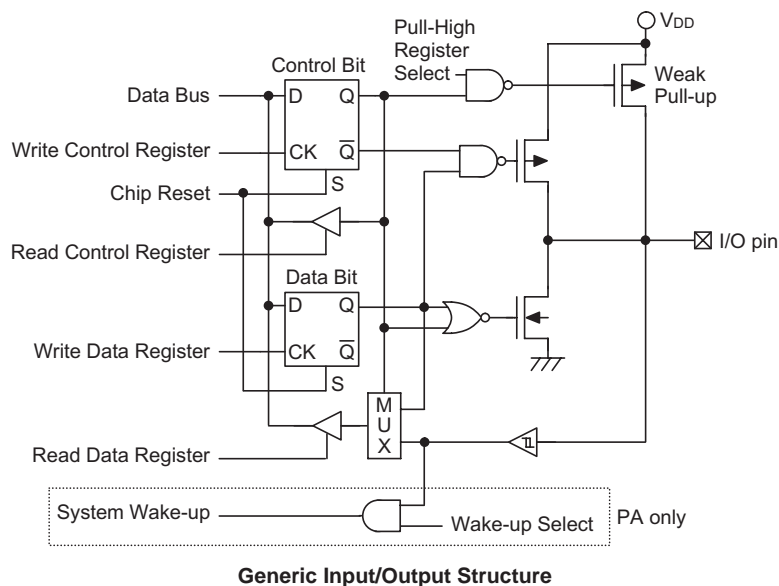 VDD
Pull-High
Register
Select
Control Bit
Weak
Pull-up
Data Bus
D
Q
Write Control Register
CK
Q
Chip Reset
S
I/O pin
Read Control Register
Data Bit
D
Q
Write Data Register
CK
Q
S
M
U
X
Read Data Register
System Wake-up
PA only
Wake-up Select
Generic Input/Output Structure